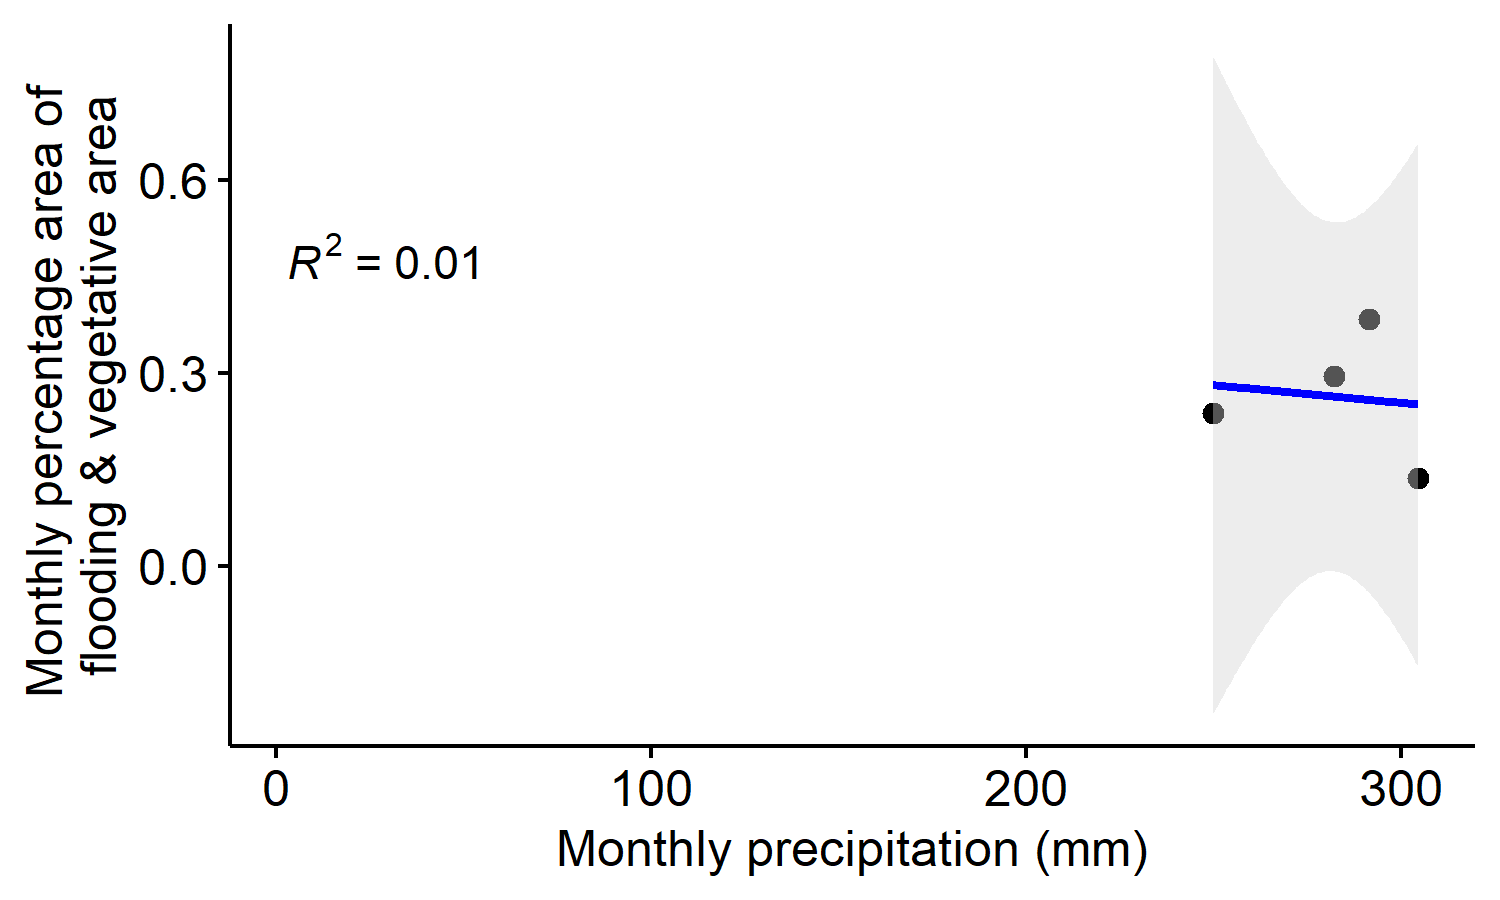 Monthly percentage area of
flooding & vegetative area
0.6
0.3
0.0
R² = 0.01
0 100 200 300
Monthly precipitation (mm)